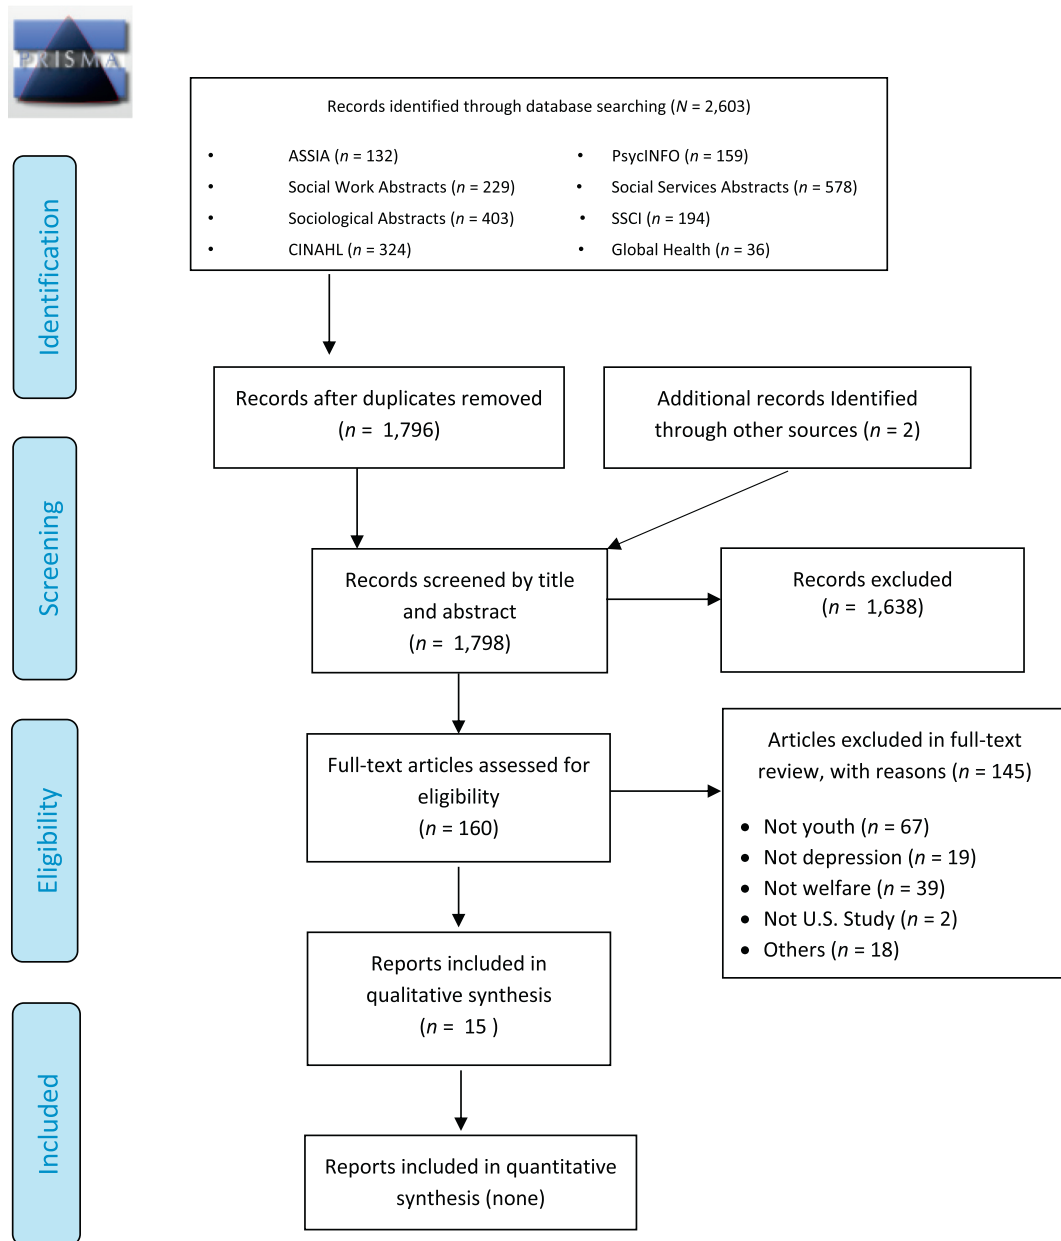 PRISMA
Records identified through database searching (N = 2,603)
• ASSIA (n = 132)
• Social Work Abstracts (n = 229)
• Sociological Abstracts (n = 403)
• CINAHL (n = 324)
• PsycINFO (n = 159)
• Social Services Abstracts (n = 578)
• SSCI (n = 194)
• Global Health (n = 36)
Identification
Records after duplicates removed
(n = 1,796)
Additional records Identified
through other sources (n = 2)
Screening
Records screened by title
and abstract
(n = 1,798)
Records excluded
(n = 1,638)
Eligibility
Full-text articles assessed for
eligibility
(n = 160)
Articles excluded in full-text
review, with reasons (n = 145)
• Not youth (n = 67)
• Not depression (n = 19)
• Not welfare (n = 39)
• Not U.S. Study (n = 2)
• Others (n = 18)
Reports included in
qualitative synthesis
(n = 15 )
Included
Reports included in quantitative
synthesis (none)